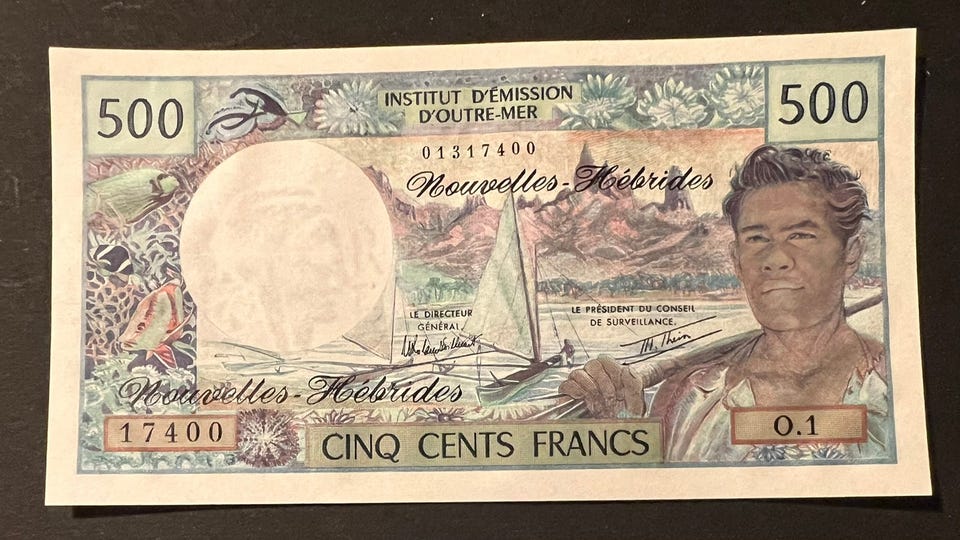 500
INSTITUT D'ÉMISSION
D'OUTRE-MER
500
01317400
Nouvelles-Hébrides
LE DIRECTEUR
GÉNÉRAL,
LE PRÉSIDENT DU CONSEIL
DE SURVEILLANCE,
Nouvelles-Hébrides
17400
CINQ CENTS FRANCS
O.1